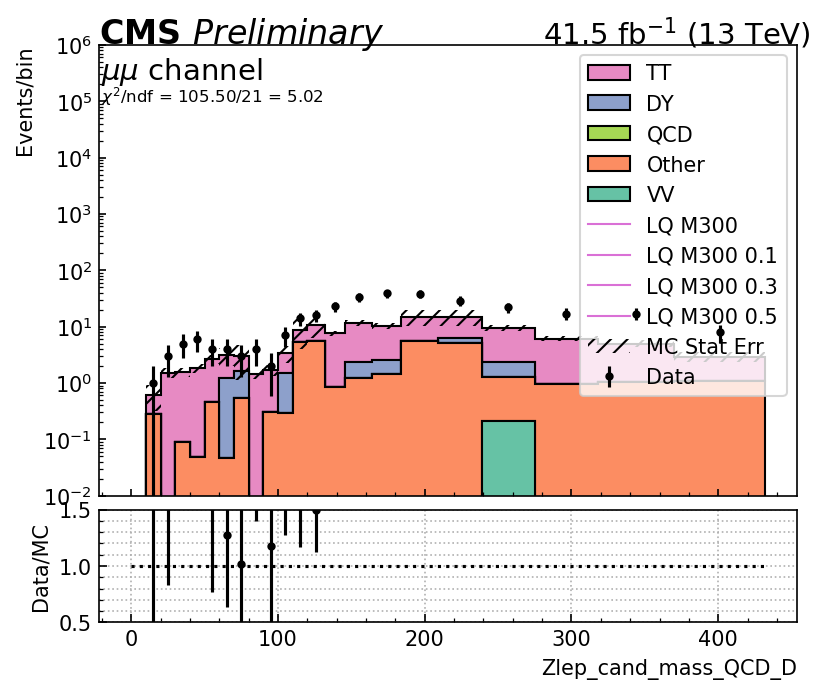 CMS Preliminary
41.5 fb⁻¹ (13 TeV)
μμ channel
χ²/ndf = 105.50/21 = 5.02
Events/bin
10⁶
10⁵
10⁴
10³
10²
10¹
10⁰
10⁻¹
10⁻²
TT
DY
QCD
Other
VV
LQ M300
LQ M300 0.1
LQ M300 0.3
LQ M300 0.5
MC Stat Err
Data
Data/MC
1.5
1.0
0.5
0 100 200 300 400
Zlep_cand_mass_QCD_D